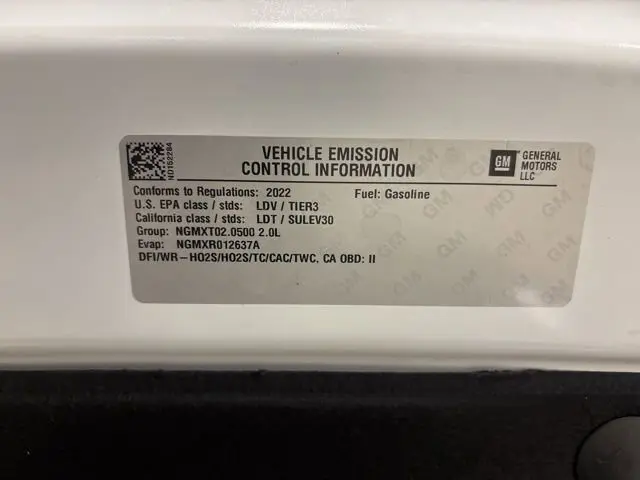 VEHICLE EMISSION
CONTROL INFORMATION
GM
GENERAL
MOTORS
LLC
Conforms to Regulations: 2022 Fuel: Gasoline
U.S. EPA class / stds: LDV / TIER3
California class / stds: LDT / SULEV30
Group: NGMXT02.0500 2.0L
Evap: NGMXR012637A
DFI/WR-HO2S/HO2S/TC/CAC/TWC. CA OBD: II